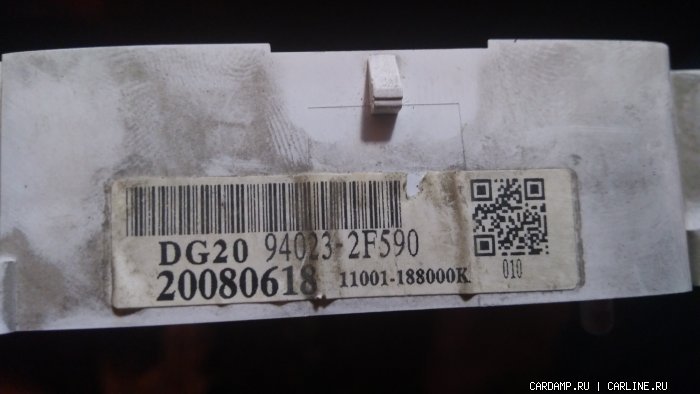 DG20 94023-2F590
20080618 11001-188000K
010
CARDAMP.RU | CARLINE.RU